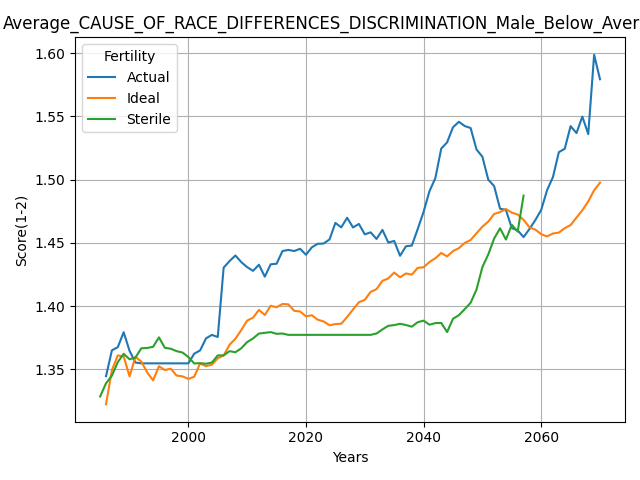 Average_CAUSE_OF_RACE_DIFFERENCES_DISCRIMINATION_Male_Below_Aver
Fertility
Actual
Ideal
Sterile
Score(1-2)
1.60
1.55
1.50
1.45
1.40
1.35
2000 2020 2040 2060
Years